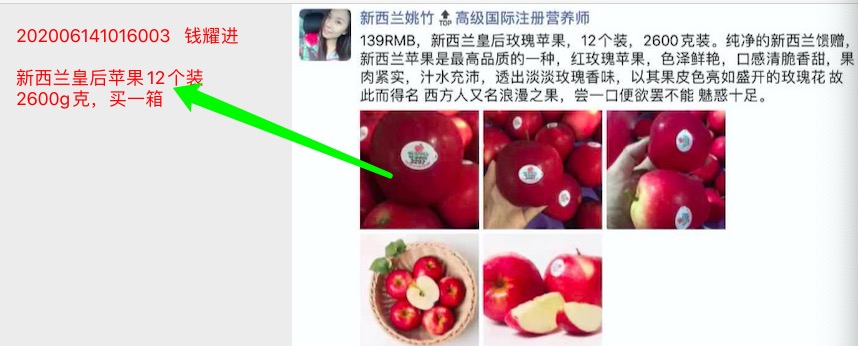 202006141016003 钱耀进
新西兰皇后苹果12个装
2600g克，买一箱
新西兰姚竹 TOP 高级国际注册营养师
139RMB，新西兰皇后玫瑰苹果，12个装，2600克装。纯净的新西兰馈赠，
新西兰苹果是最高品质的一种，红玫瑰苹果，色泽鲜艳，口感清脆香甜，果
肉紧实，汁水充沛，透出淡淡玫瑰香味，以其果皮色亮如盛开的玫瑰花 故
此而得名 西方人又名浪漫之果，尝一口便欲罢不能 魅惑十足。